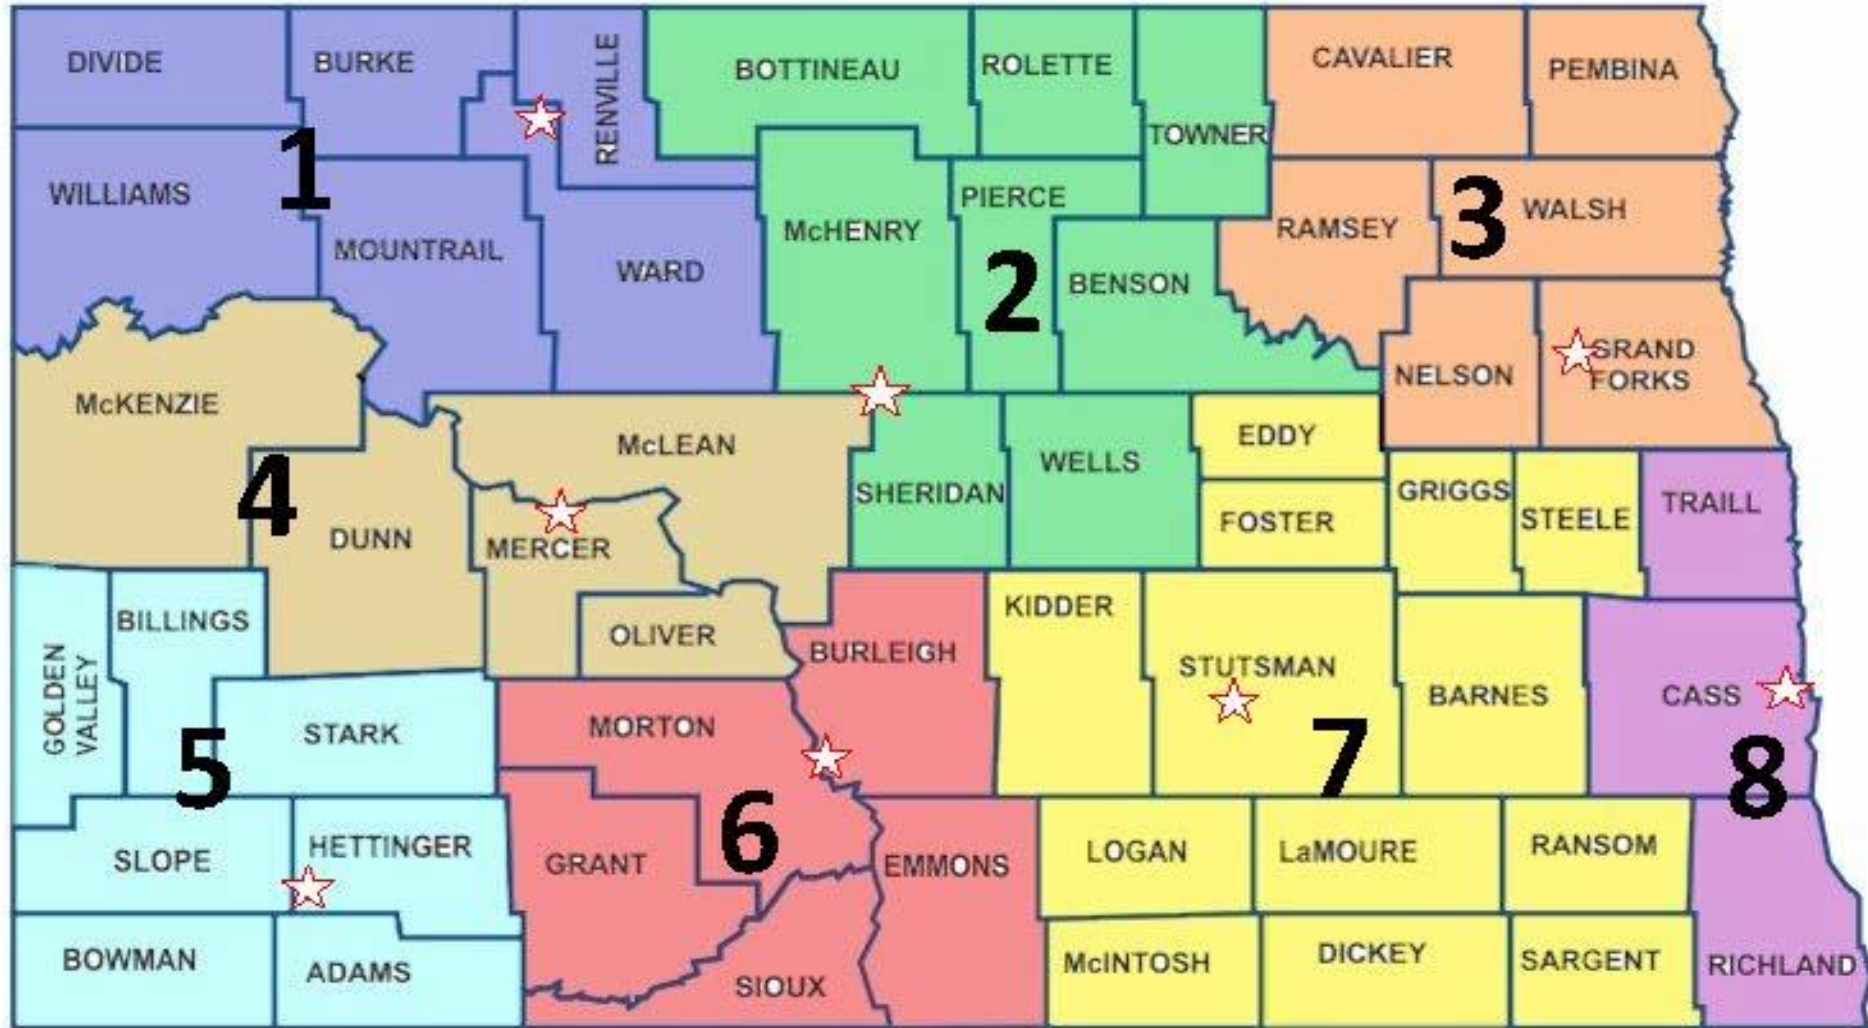 DIVIDE
BURKE
RENVILLE
BOTTINEAU
ROLETTE
TOWNER
CAVALIER
PEMBINA
1
WILLIAMS
MOUNTRAIL
WARD
McHENRY
PIERCE
2
BENSON
RAMSEY
3
WALSH
NELSON
SRAND
FORKS
McKENZIE
4
DUNN
McLEAN
MERCER
OLIVER
SHERIDAN
WELLS
EDDY
FOSTER
GRIGGS
STEELE
TRAILL
GOLDEN
VALLEY
BILLINGS
5
STARK
MORTON
BURLEIGH
KIDDER
STUTSMAN
7
BARNES
CASS
8
SLOPE
HETTINGER
GRANT
6
EMMONS
LOGAN
LaMOURE
RANSOM
BOWMAN
ADAMS
SIOUX
McINTOSH
DICKEY
SARGENT
RICHLAND